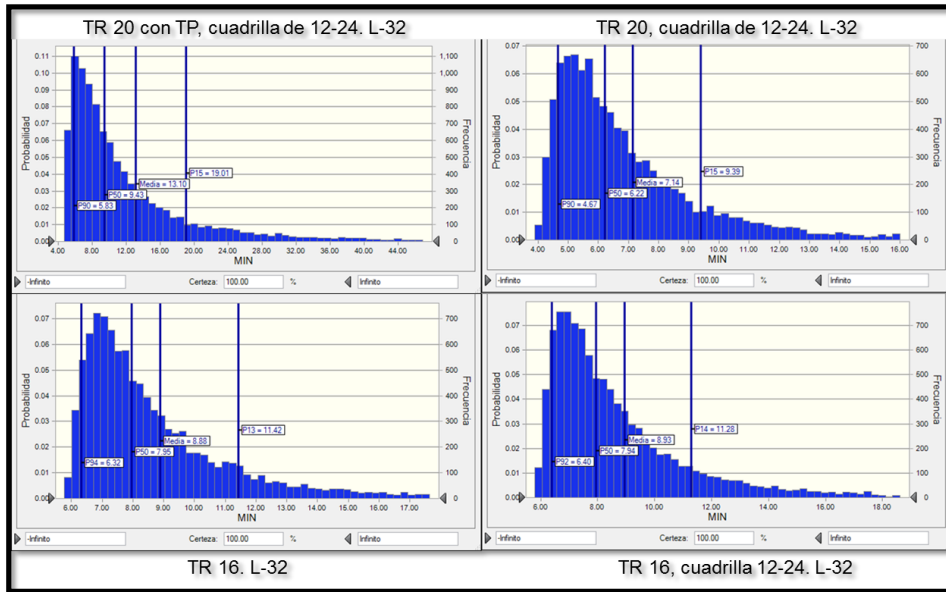 TR 20 con TP, cuadrilla de 12-24. L-32
TR 20, cuadrilla de 12-24. L-32
0.11
0.10
0.09
0.08
0.07
0.06
0.05
0.04
0.03
0.02
0.01
0.00
Probabilidad
1,100
1,000
900
800
700
600
500
400
300
200
100
0
Frecuencia
P15 = 19.01
Media = 13.10
P50 = 9.43
P90 = 5.83
4.00 8.00 12.00 16.00 20.00 24.00 28.00 32.00 36.00 40.00 44.00
MIN
-Infinito Certeza: 100.00 % Infinito
0.07
0.06
0.05
0.04
0.03
0.02
0.01
0.00
Probabilidad
700
600
500
400
300
200
100
0
Frecuencia
P15 = 9.39
Media = 7.14
P50 = 6.22
P90 = 4.67
4.00 5.00 6.00 7.00 8.00 9.00 10.00 11.00 12.00 13.00 14.00 15.00 16.00
MIN
-Infinito Certeza: 100.00 % Infinito
0.07
0.06
0.05
0.04
0.03
0.02
0.01
0.00
Probabilidad
700
600
500
400
300
200
100
0
Frecuencia
P13 = 11.42
Media = 8.88
P50 = 7.95
P94 = 6.32
6.00 7.00 8.00 9.00 10.00 11.00 12.00 13.00 14.00 15.00 16.00 17.00
MIN
-Infinito Certeza: 100.00 % Infinito
0.07
0.06
0.05
0.04
0.03
0.02
0.01
0.00
Probabilidad
700
600
500
400
300
200
100
0
Frecuencia
P14 = 11.28
Media = 8.93
P50 = 7.94
P92 = 6.40
6.00 8.00 10.00 12.00 14.00 16.00 18.00
MIN
-Infinito Certeza: 100.00 % Infinito
TR 16. L-32
TR 16, cuadrilla 12-24. L-32